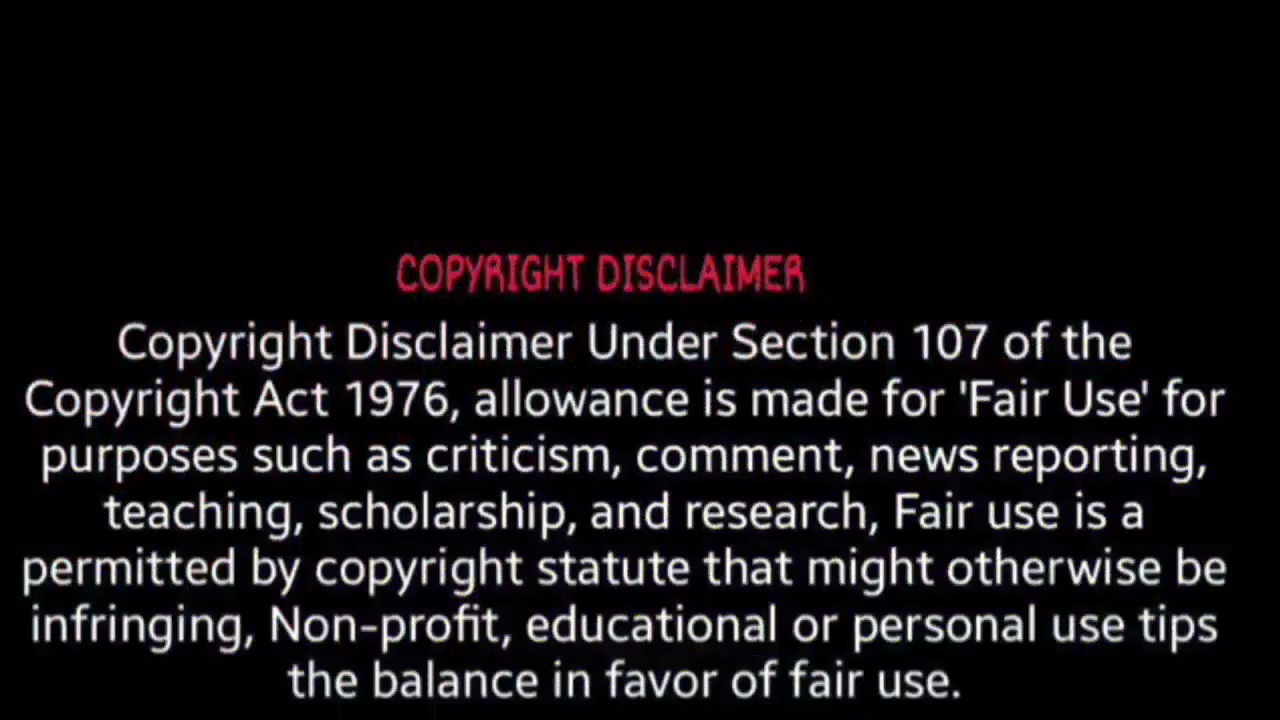 COPYRIGHT DISCLAIMER
Copyright Disclaimer Under Section 107 of the
Copyright Act 1976, allowance is made for 'Fair Use' for
purposes such as criticism, comment, news reporting,
teaching, scholarship, and research, Fair use is a
permitted by copyright statute that might otherwise be
infringing, Non-profit, educational or personal use tips
the balance in favor of fair use.